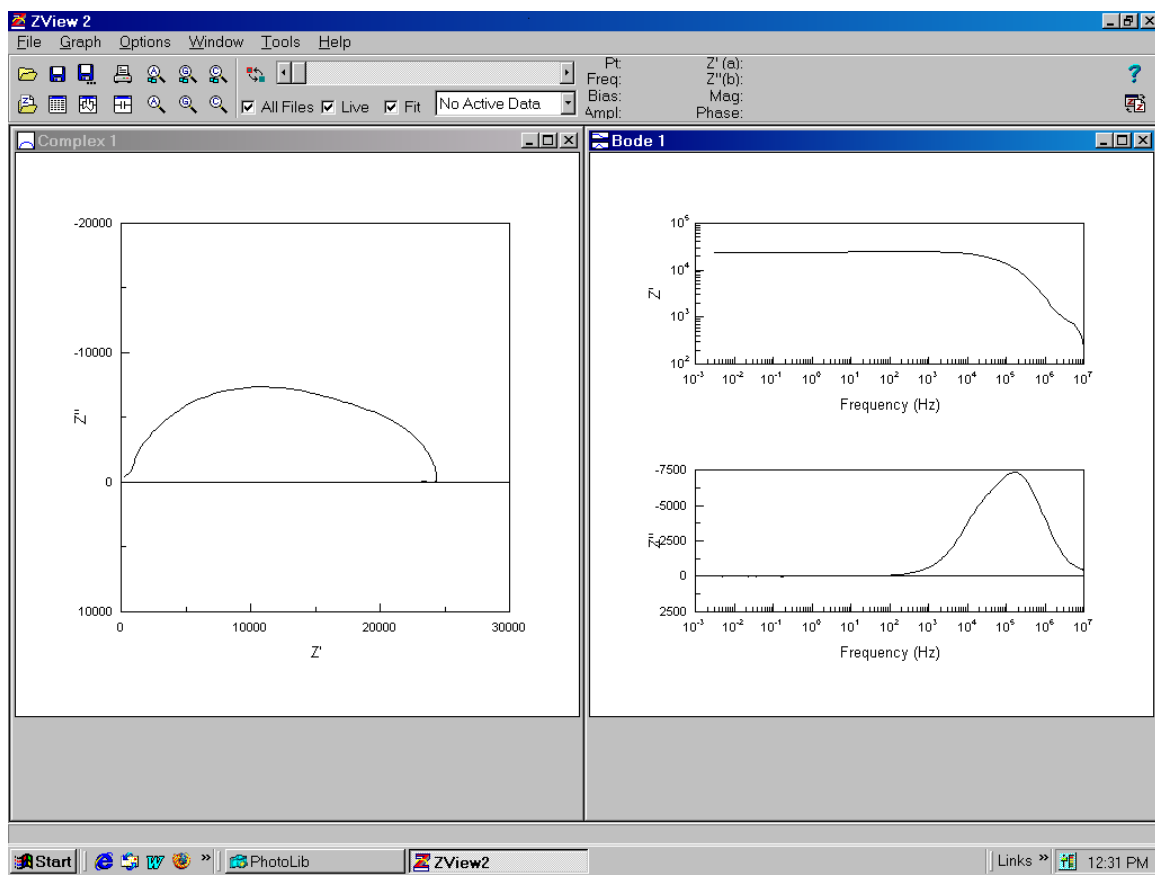 ZView 2
File Graph Options Window Tools Help
All Files Live Fit No Active Data
Pt: Z' (a):
Freq: Z''(b):
Bias: Mag:
Ampl: Phase:
Complex 1
-20000
-10000
0
10000
Z''
0 10000 20000 30000
Z'
Bode 1
10^5
10^4
10^3
10^2
Z'
10^-3 10^-2 10^-1 10^0 10^1 10^2 10^3 10^4 10^5 10^6 10^7
Frequency (Hz)
-7500
-5000
-2500
0
2500
Z''
10^-3 10^-2 10^-1 10^0 10^1 10^2 10^3 10^4 10^5 10^6 10^7
Frequency (Hz)
Start PhotoLib ZView2 Links » 12:31 PM